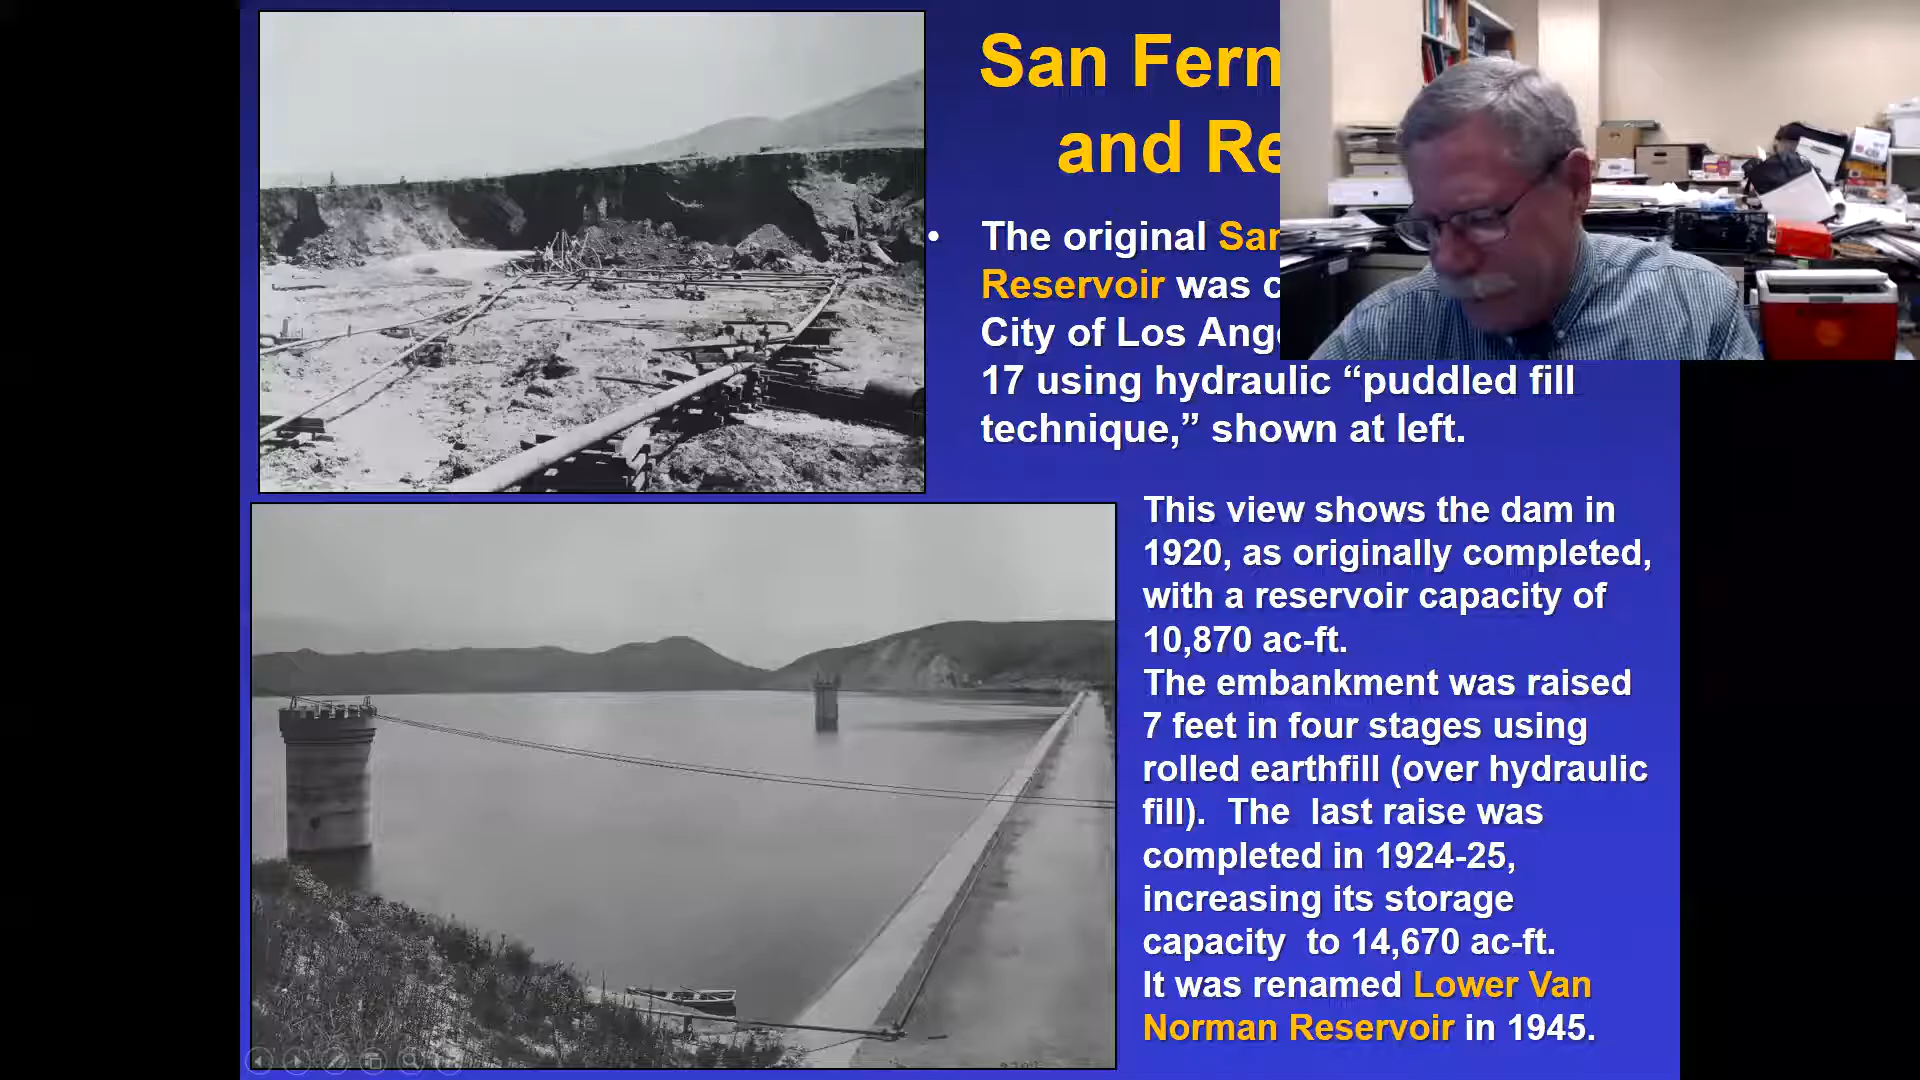 San Fern
and Re
• The original San
Reservoir was c
City of Los Ange
17 using hydraulic “puddled fill
technique,” shown at left.
This view shows the dam in
1920, as originally completed,
with a reservoir capacity of
10,870 ac-ft.
The embankment was raised
7 feet in four stages using
rolled earthfill (over hydraulic
fill). The last raise was
completed in 1924-25,
increasing its storage
capacity to 14,670 ac-ft.
It was renamed Lower Van
Norman Reservoir in 1945.